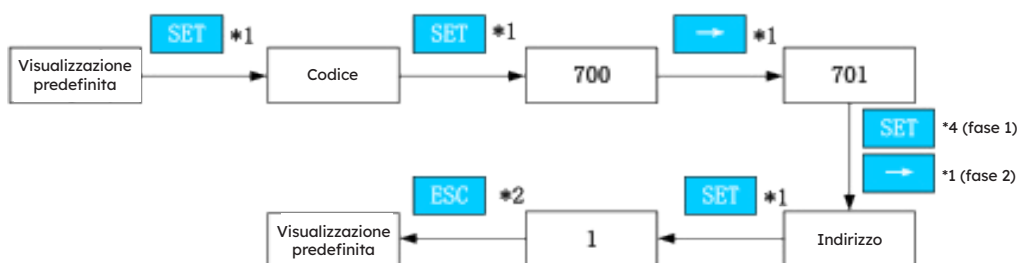 SET *1
SET *1
→ *1
Visualizzazione
predefinita
Codice
700
701
SET *4 (fase 1)
→ *1 (fase 2)
ESC *2
SET *1
Visualizzazione
predefinita
1
Indirizzo